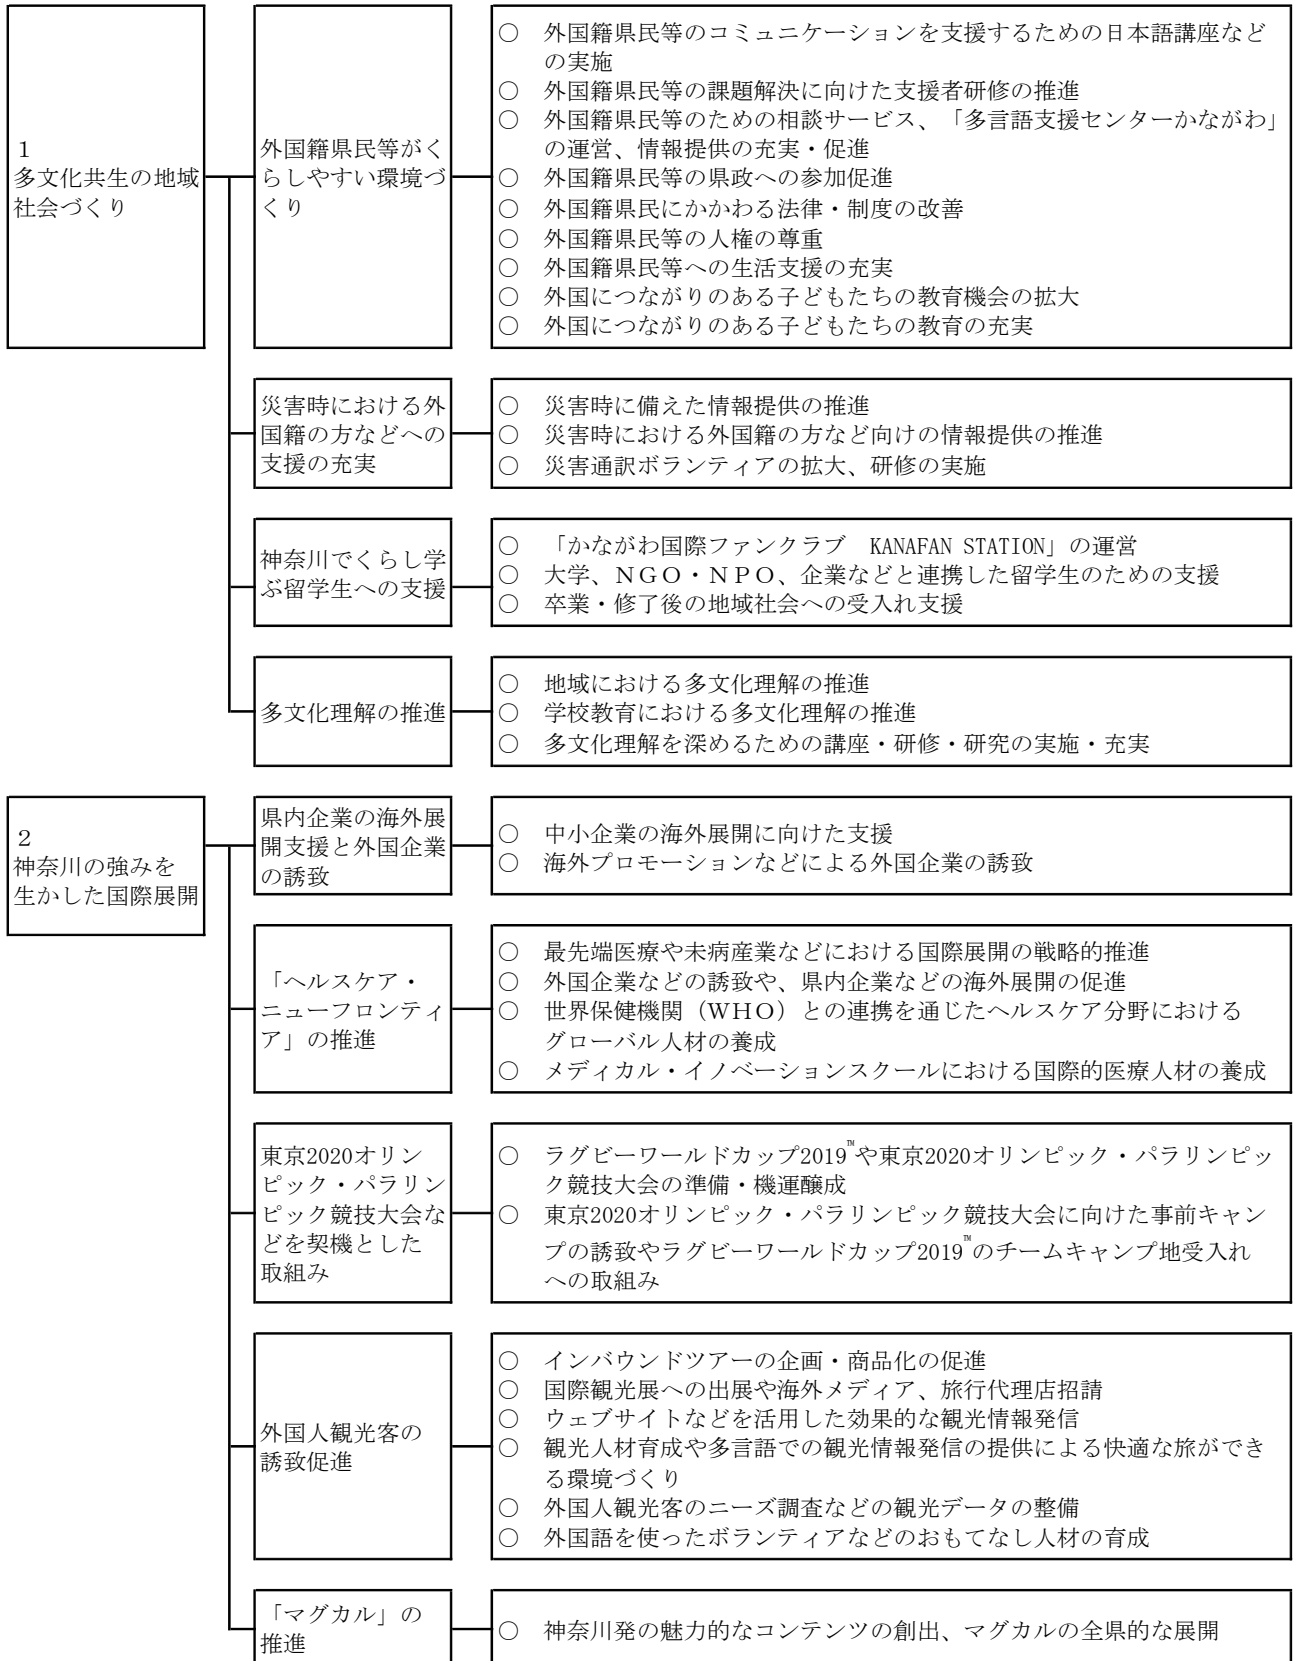 １
多文化共生の地域
社会づくり
外国籍県民等がく
らしやすい環境づ
くり
○　外国籍県民等のコミュニケーションを支援するための日本語講座など
の実施
○　外国籍県民等の課題解決に向けた支援者研修の推進
○　外国籍県民等のための相談サービス、「多言語支援センターかながわ」
の運営、情報提供の充実・促進
○　外国籍県民等の県政への参加促進
○　外国籍県民にかかわる法律・制度の改善
○　外国籍県民等の人権の尊重
○　外国籍県民等への生活支援の充実
○　外国につながりのある子どもたちの教育機会の拡大
○　外国につながりのある子どもたちの教育の充実
災害時における外
国籍の方などへの
支援の充実
○　災害時に備えた情報提供の推進
○　災害時における外国籍の方など向けの情報提供の推進
○　災害通訳ボランティアの拡大、研修の実施
神奈川でくらし学
ぶ留学生への支援
○　「かながわ国際ファンクラブ　KANAFAN STATION」の運営
○　大学、ＮＧＯ・ＮＰＯ、企業などと連携した留学生のための支援
○　卒業・修了後の地域社会への受入れ支援
多文化理解の推進
○　地域における多文化理解の推進
○　学校教育における多文化理解の推進
○　多文化理解を深めるための講座・研修・研究の実施・充実
２
神奈川の強みを
生かした国際展開
県内企業の海外展
開支援と外国企業
の誘致
○　中小企業の海外展開に向けた支援
○　海外プロモーションなどによる外国企業の誘致
「ヘルスケア・
ニューフロンティ
ア」の推進
○　最先端医療や未病産業などにおける国際展開の戦略的推進
○　外国企業などの誘致や、県内企業などの海外展開の促進
○　世界保健機関（ＷＨＯ）との連携を通じたヘルスケア分野における
グローバル人材の養成
○　メディカル・イノベーションスクールにおける国際的医療人材の養成
東京2020オリン
ピック・パラリン
ピック競技大会な
どを契機とした
取組み
○　ラグビーワールドカップ2019™や東京2020オリンピック・パラリンピッ
ク競技大会の準備・機運醸成
○　東京2020オリンピック・パラリンピック競技大会に向けた事前キャン
プの誘致やラグビーワールドカップ2019™のチームキャンプ地受入れ
への取組み
外国人観光客の
誘致促進
○　インバウンドツアーの企画・商品化の促進
○　国際観光展への出展や海外メディア、旅行代理店招請
○　ウェブサイトなどを活用した効果的な観光情報発信
○　観光人材育成や多言語での観光情報発信の提供による快適な旅ができ
る環境づくり
○　外国人観光客のニーズ調査などの観光データの整備
○　外国語を使ったボランティアなどのおもてなし人材の育成
「マグカル」の
推進
○　神奈川発の魅力的なコンテンツの創出、マグカルの全県的な展開